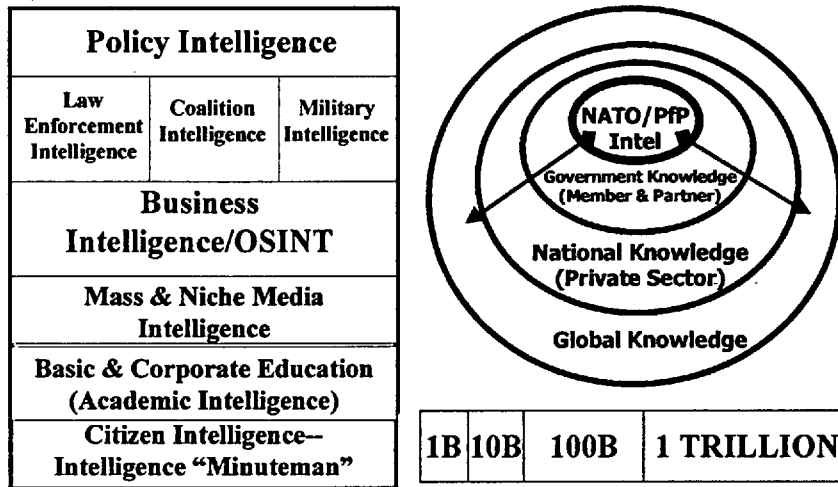 Policy Intelligence
Law
Enforcement
Intelligence
Coalition
Intelligence
Military
Intelligence
Business
Intelligence/OSINT
Mass & Niche Media
Intelligence
Basic & Corporate Education
(Academic Intelligence)
Citizen Intelligence--
Intelligence “Minuteman”
NATO/PfP
Intel
Government Knowledge
(Member & Partner)
National Knowledge
(Private Sector)
Global Knowledge
1B 10B 100B 1 TRILLION